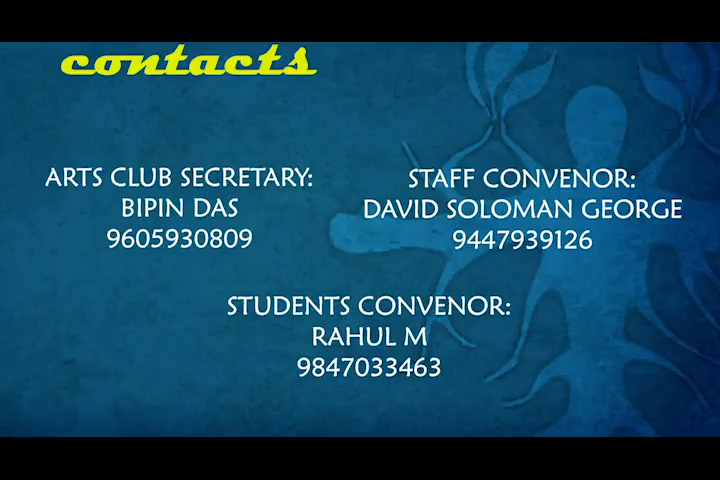 contacts
ARTS CLUB SECRETARY:
BIPIN DAS
9605930809
STAFF CONVENOR:
DAVID SOLOMAN GEORGE
9447939126
STUDENTS CONVENOR:
RAHUL M
9847033463